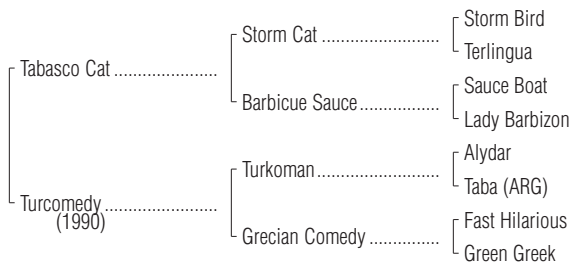 Storm Bird
Storm Cat ........................
Terlingua
Tabasco Cat .....................
Sauce Boat
Barbicue Sauce ................
Lady Barbizon
Alydar
Turkoman .........................
Taba (ARG)
Turcomedy .......................
(1990)
Fast Hilarious
Grecian Comedy ..............
Green Greek